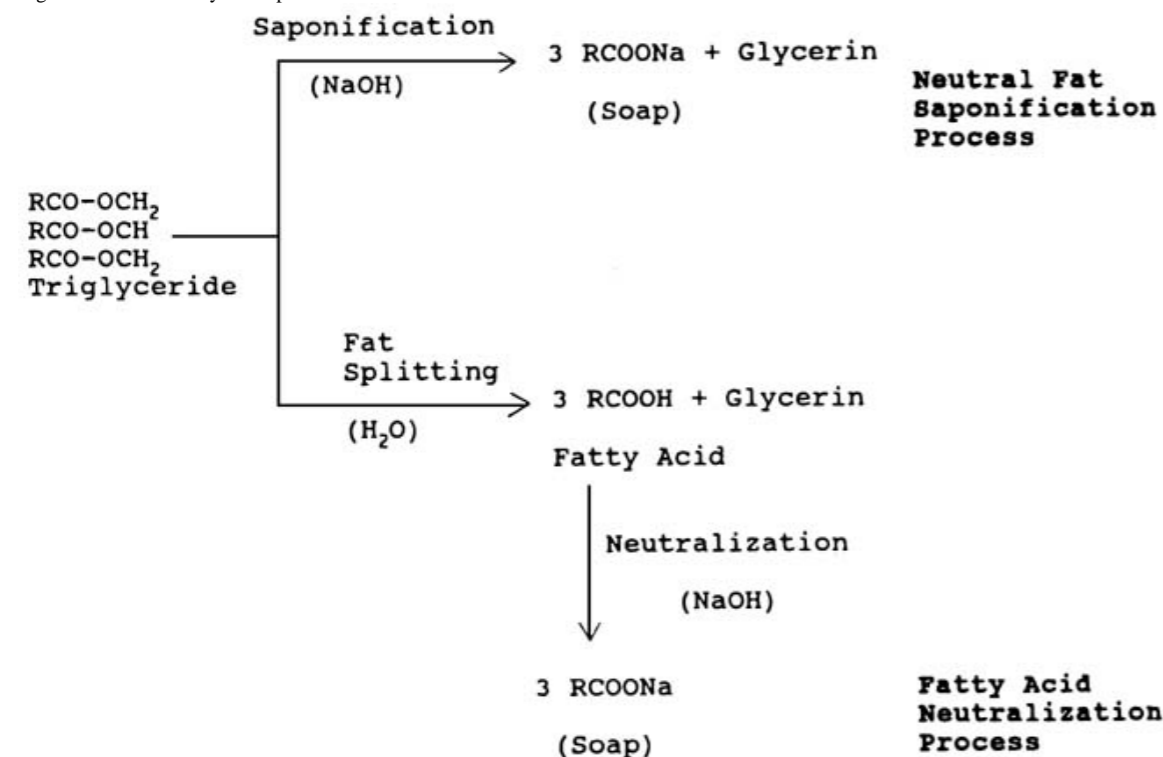 Saponification
(NaOH)
3 RCOONa + Glycerin
(Soap)
Neutral Fat
Saponification
Process
RCO-OCH₂
RCO-OCH
RCO-OCH₂
Triglyceride
Fat
Splitting
(H₂O)
3 RCOOH + Glycerin
Fatty Acid
Neutralization
(NaOH)
3 RCOONa
(Soap)
Fatty Acid
Neutralization
Process